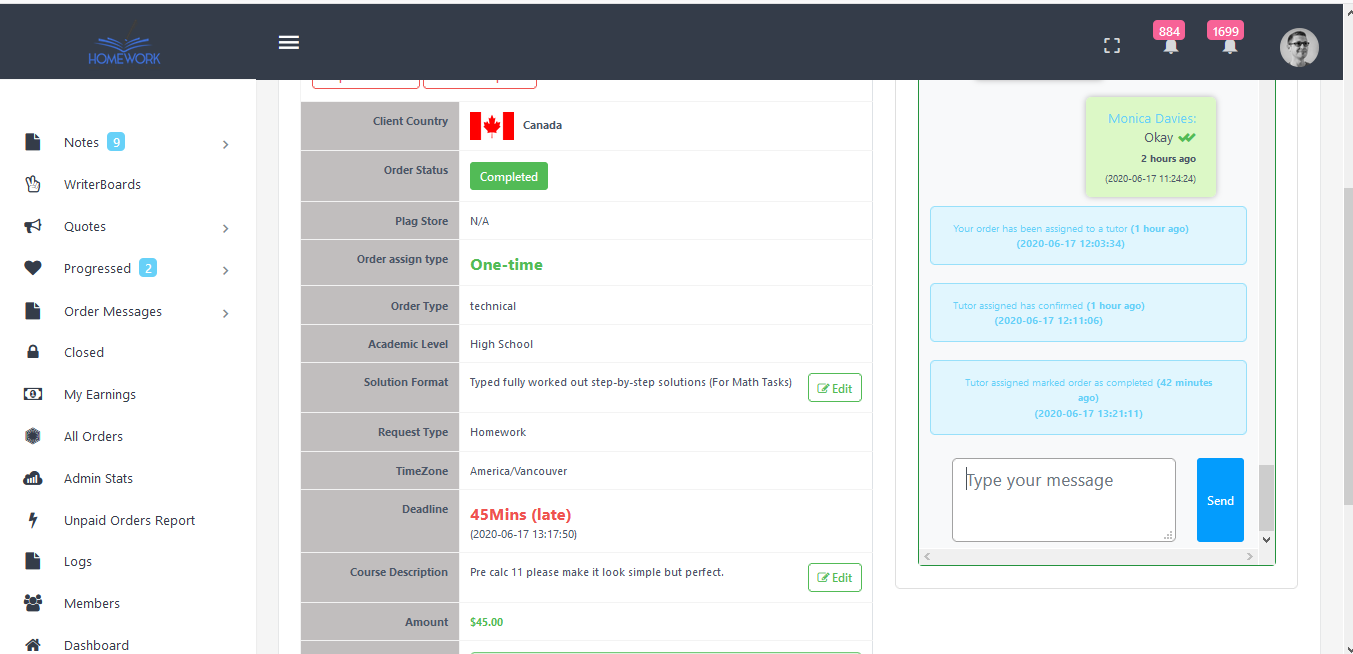 HOMEWORK
884
1699
Notes 9
WriterBoards
Quotes
Progressed 2
Order Messages
Closed
My Earnings
All Orders
Admin Stats
Unpaid Orders Report
Logs
Members
Dashboard
Client Country Canada
Order Status Completed
Plag Store N/A
Order assign type One-time
Order Type technical
Academic Level High School
Solution Format Typed fully worked out step-by-step solutions (For Math Tasks) Edit
Request Type Homework
TimeZone America/Vancouver
Deadline 45Mins (late)
(2020-06-17 13:17:50)
Course Description Pre calc 11 please make it look simple but perfect. Edit
Amount $45.00
Monica Davies:
Okay
2 hours ago
(2020-06-17 11:24:24)
Your order has been assigned to a tutor (1 hour ago)
(2020-06-17 12:03:34)
Tutor assigned has confirmed (1 hour ago)
(2020-06-17 12:11:06)
Tutor assigned marked order as completed (42 minutes
ago)
(2020-06-17 13:21:11)
Type your message
Send